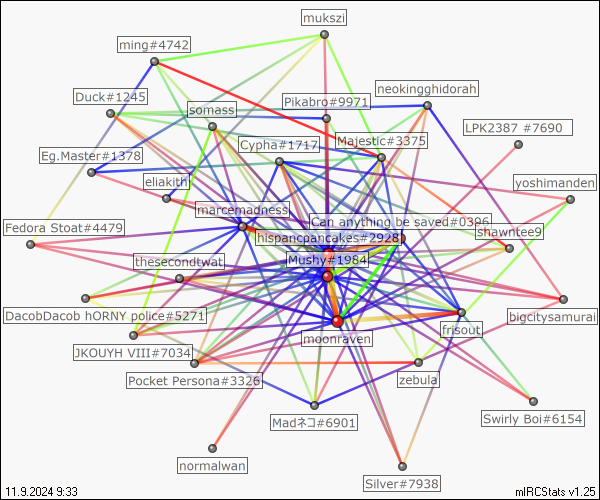 mukszi
ming#4742
neokingghidorah
Duck#1245
Pikabro#9971
somass
LPK2387 #7690
Majestic#3375
Cypha#1717
Eg.Master#1378
eliakith
yoshimanden
marcemadness
Can anything be saved#0396
Fedora Stoat#4479
shawntee9
hispancpancakes#2928
Mushy#1984
thesecondtwat
DacobDacob hORNY police#5271
bigcitysamurai
frisout
moonraven
JKOUYH VIII#7034
Pocket Persona#3326
zebula
Swirly Boi#6154
Madネコ#6901
normalwan
Silver#7938
11.9.2024 9:33
mIRCStats v1.25